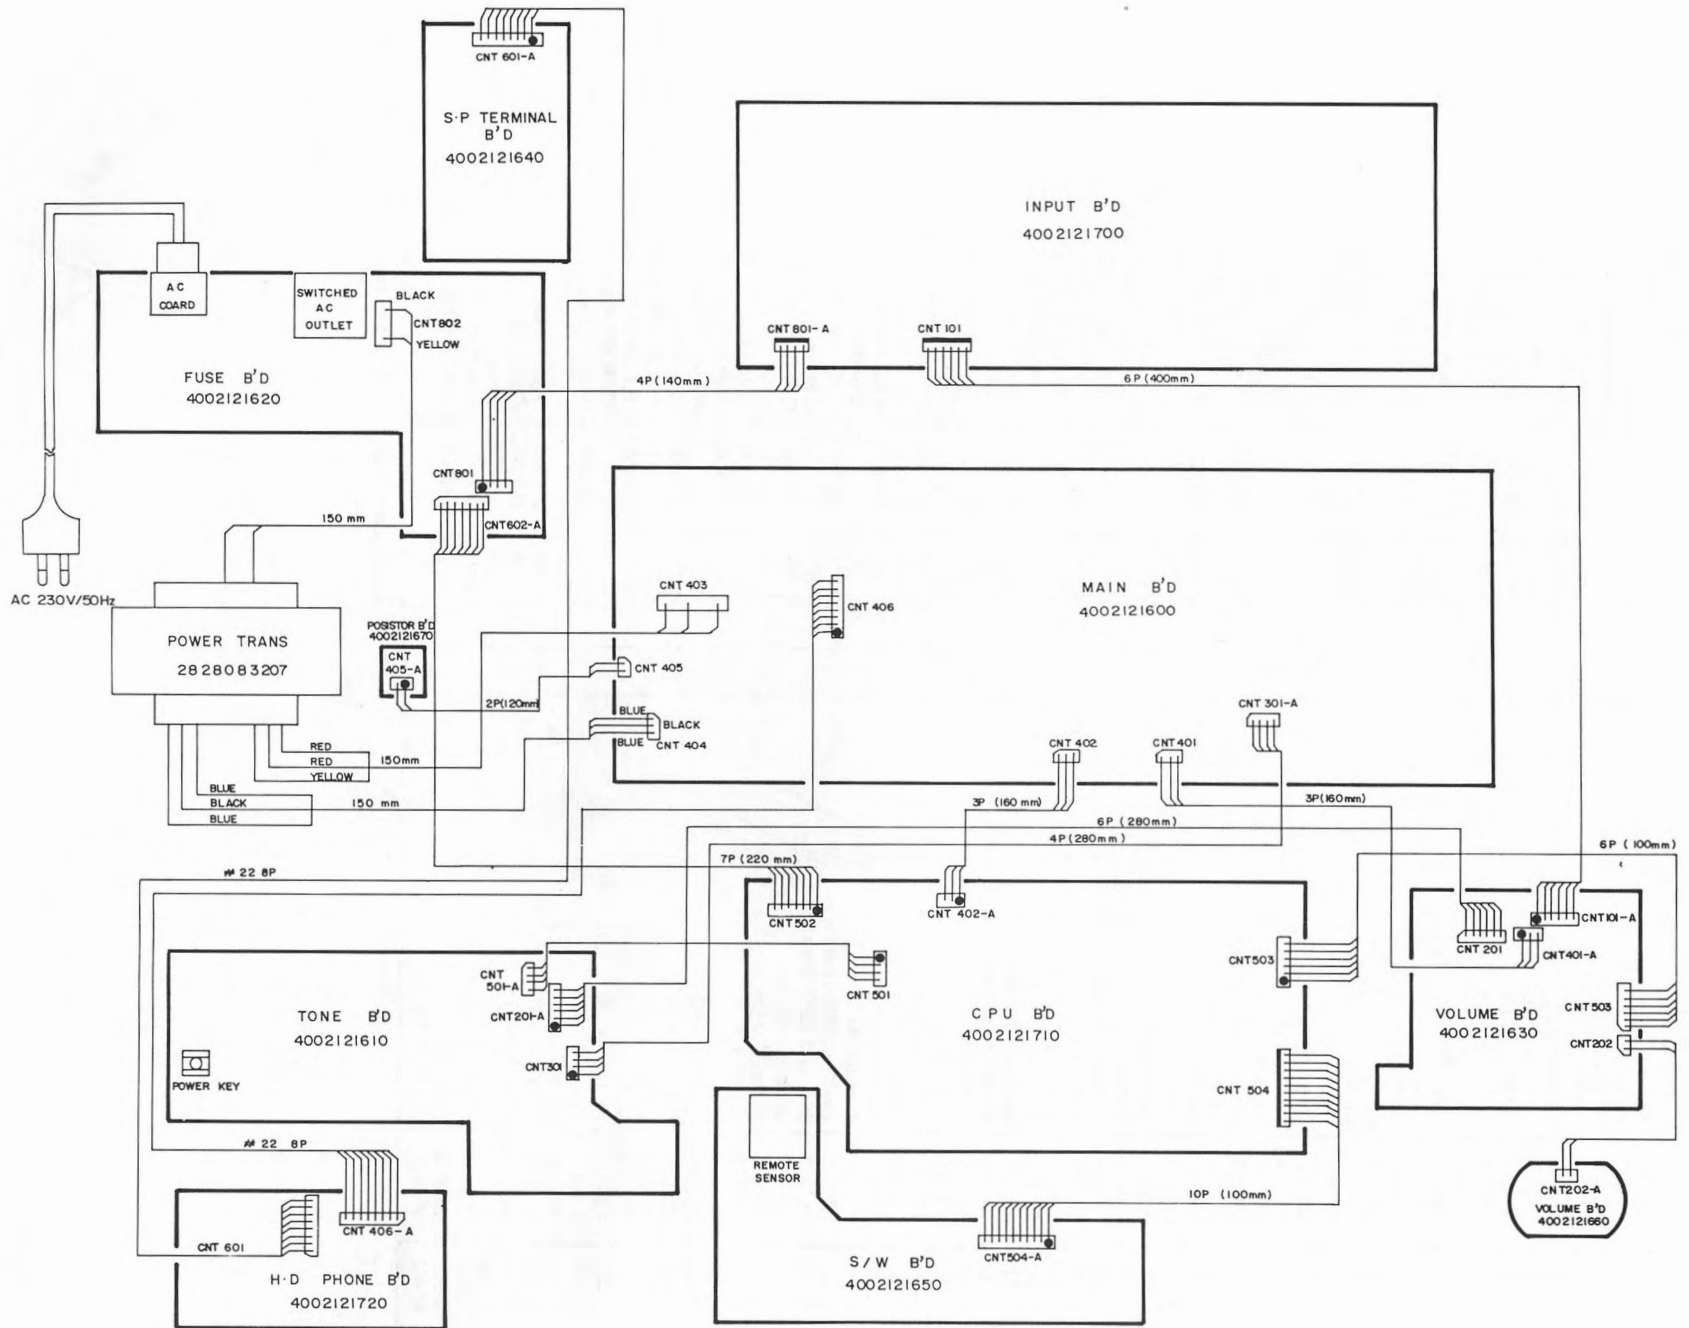 CNT 601-A
S·P TERMINAL
B'D
4002121640
INPUT B'D
4002121700
CNT 801-A
CNT 101
4P (140mm)
6P (400mm)
AC
COARD
SWITCHED
AC
OUTLET
BLACK
CNT802
YELLOW
FUSE B'D
4002121620
CNT801
CNT602-A
150 mm
AC 230V/50Hz
POWER TRANS
2828083207
POSISTOR B'D
4002121670
CNT
405-A
2P(120mm)
CNT 403
CNT 406
MAIN B'D
4002121600
CNT 405
BLUE
BLACK
BLUE
CNT 404
CNT 301-A
CNT 402
CNT 401
RED
RED
150mm
YELLOW
BLUE
BLACK
150 mm
BLUE
3P (160mm)
3P(160mm)
6P (280mm)
4P(280mm)
7P (220 mm)
6P ( 100mm)
# 22 8P
CNT502
CNT 402-A
CNT101-A
CNT 201
CNT401-A
CNT
501-A
CNT201-A
CNT 501
CNT503
CNT503
TONE B'D
4002121610
CPU B'D
4002121710
VOLUME B'D
4002121630
CNT202
CNT301
POWER KEY
CNT 504
# 22 8P
REMOTE
SENSOR
10P (100mm)
CNT202-A
VOLUME B'D
4002121660
CNT 406-A
CNT 601
H·D PHONE B'D
4002121720
CNT504-A
S/W B'D
4002121650